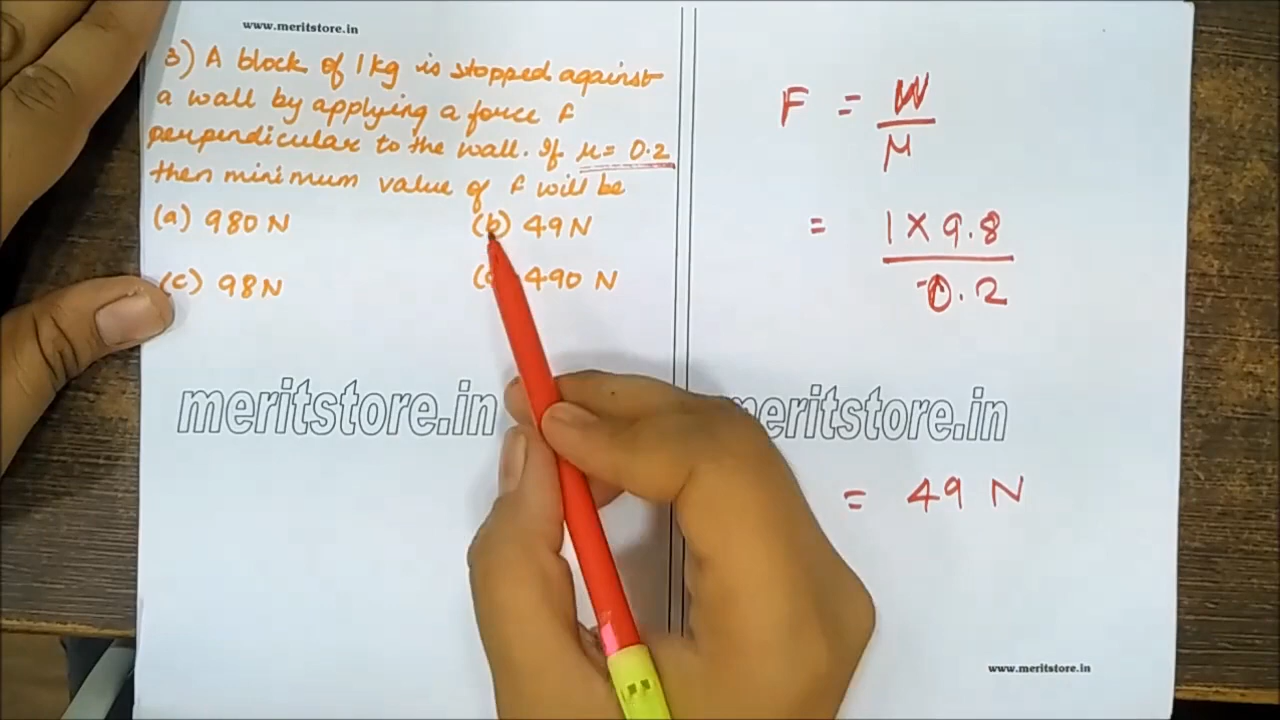 www.meritstore.in
3) A block of 1kg is stopped against
a wall by applying a force F
perpendicular to the wall. If μ = 0.2
then minimum value of F will be
(a) 980 N (b) 49 N
(c) 98 N (d) 490 N
F = W
μ
= 1 × 9.8
0.2
= 49 N
meritstore.in
meritstore.in
www.meritstore.in